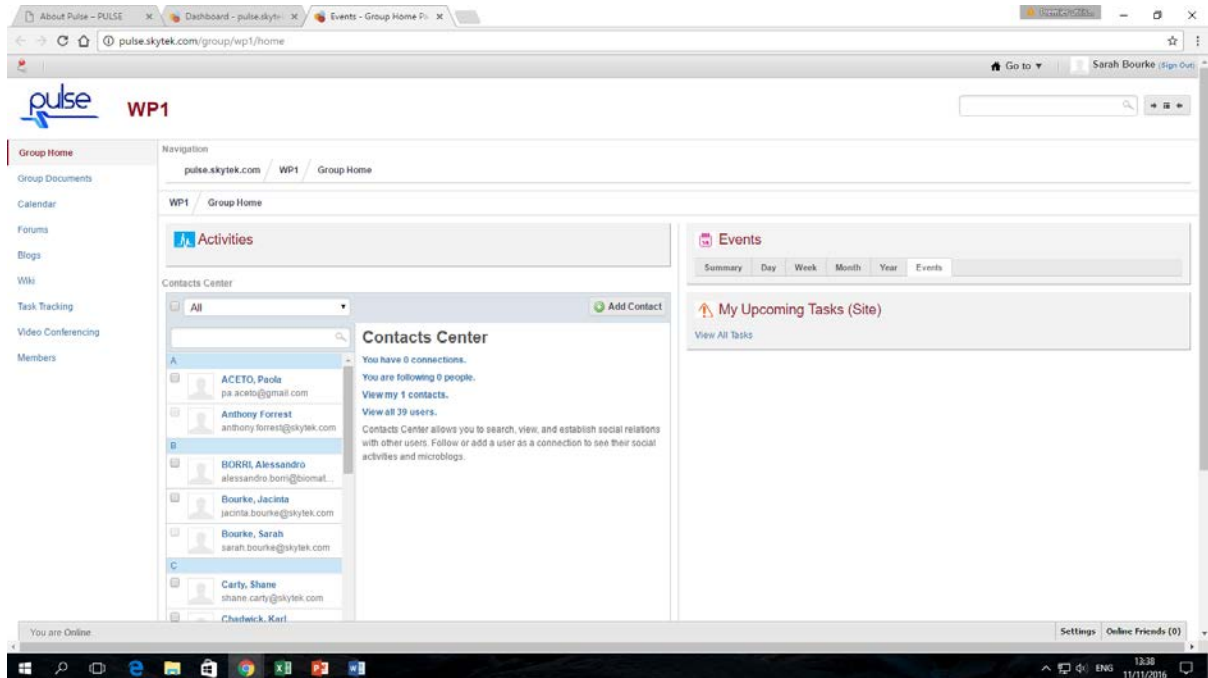 About Pulse – PULSE
Dashboard - pulse.skyte
Events - Group Home Pa
pulse.skytek.com/group/wp1/home
Go to ▼
Sarah Bourke (Sign Out)
pulse
WP1
Group Home
Group Documents
Calendar
Forums
Blogs
Wiki
Task Tracking
Video Conferencing
Members
Navigation
pulse.skytek.com / WP1 / Group Home
WP1 / Group Home
Activities
Contacts Center
All
Add Contact
A
ACETO, Paola
pa.aceto@gmail.com
Anthony Forrest
anthony.forrest@skytek.com
B
BORRI, Alessandro
alessandro.borri@biomat...
Bourke, Jacinta
jacinta.bourke@skytek.com
Bourke, Sarah
sarah.bourke@skytek.com
C
Carty, Shane
shane.carty@skytek.com
Chadwick, Karl
Contacts Center
You have 0 connections.
You are following 0 people.
View my 1 contacts.
View all 39 users.
Contacts Center allows you to search, view, and establish social relations
with other users. Follow or add a user as a connection to see their social
activities and microblogs.
Events
Summary Day Week Month Year Events
My Upcoming Tasks (Site)
View All Tasks
You are Online
Settings Online Friends (0)
ENG
13:38
11/11/2016